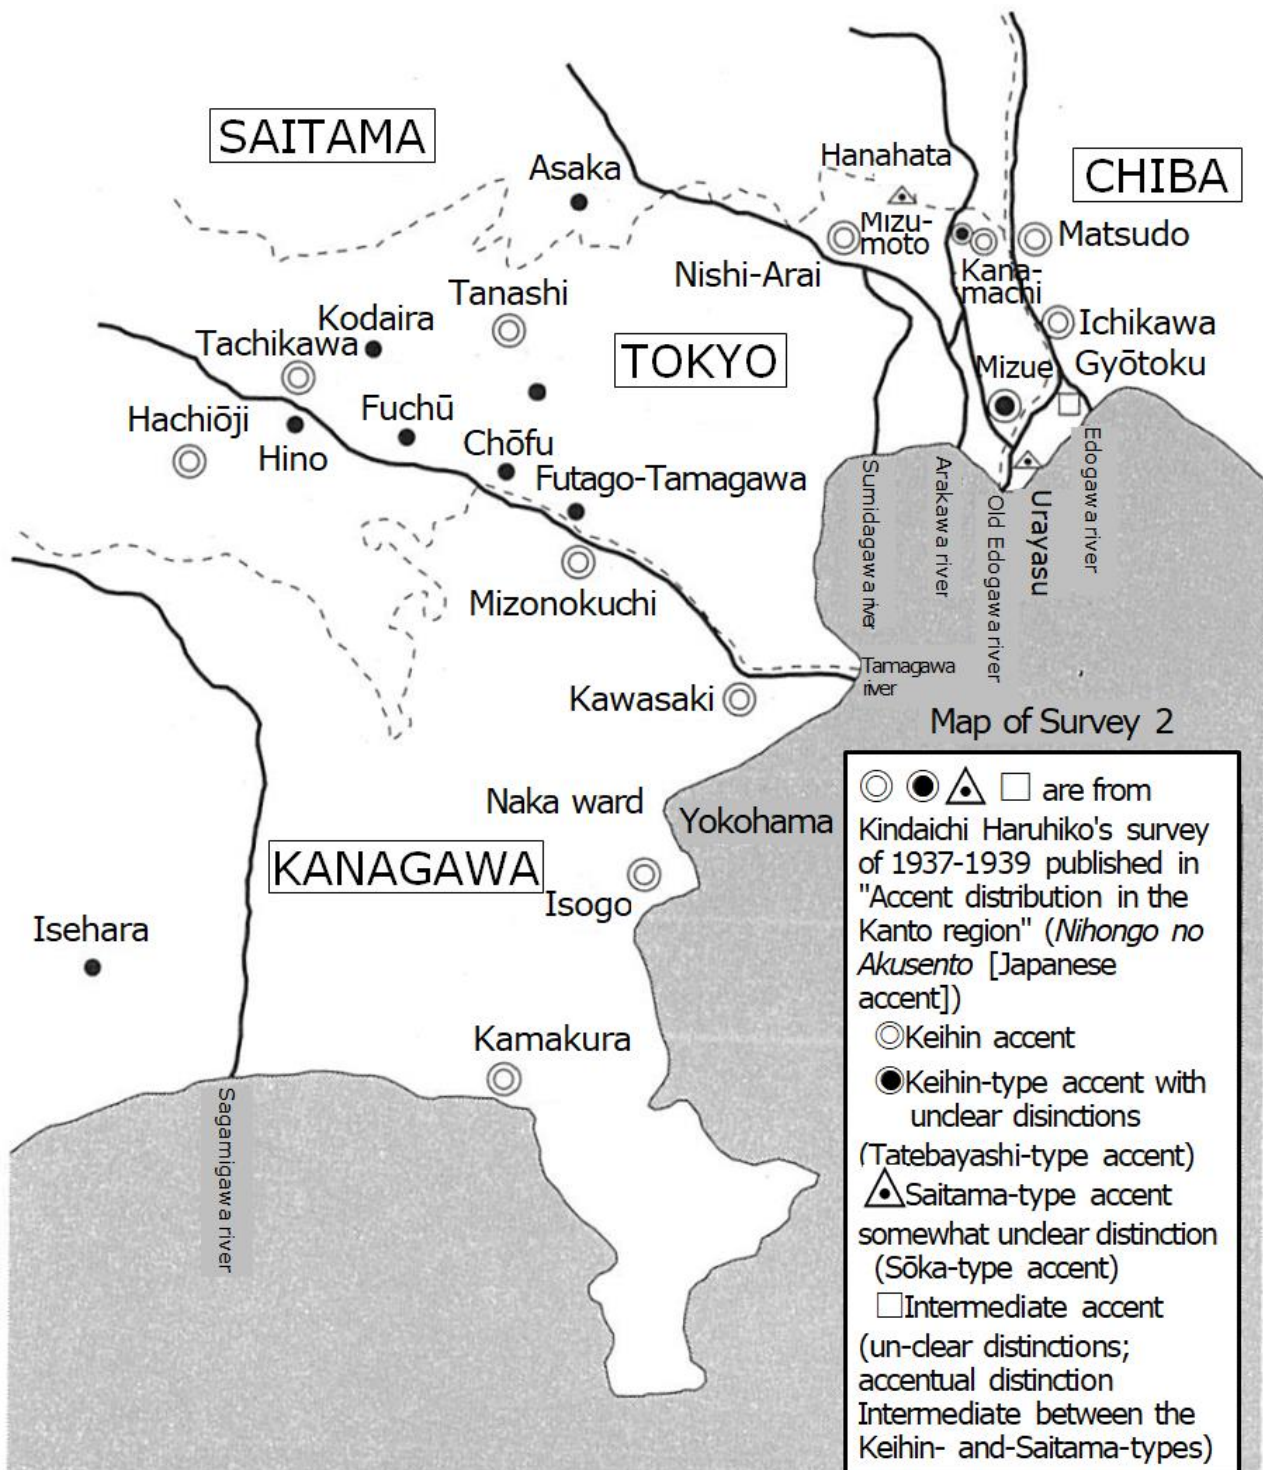 SAITAMA
Asaka
Hanahata
CHIBA
Mizu-
moto
Matsudo
Nishi-Arai
Kana-
machi
Tanashi
Kodaira
Tachikawa
TOKYO
Ichikawa
Mizue
Gyōtoku
Hachiōji
Fuchū
Hino
Chōfu
Futago-Tamagawa
Mizonokuchi
Sumidagawa river
Arakawa river
Old Edogawa river
Urayasu
Edogawa river
Tamagawa
river
Kawasaki
Map of Survey 2
Naka ward
Yokohama
KANAGAWA
Isogo
Isehara
Kamakura
Sagamigawa river
are from
Kindaichi Haruhiko's survey
of 1937-1939 published in
"Accent distribution in the
Kanto region" (Nihongo no
Akusento [Japanese
accent])
Keihin accent
Keihin-type accent with
unclear disinctions
(Tatebayashi-type accent)
Saitama-type accent
somewhat unclear distinction
(Sōka-type accent)
Intermediate accent
(un-clear distinctions;
accentual distinction
Intermediate between the
Keihin- and-Saitama-types)